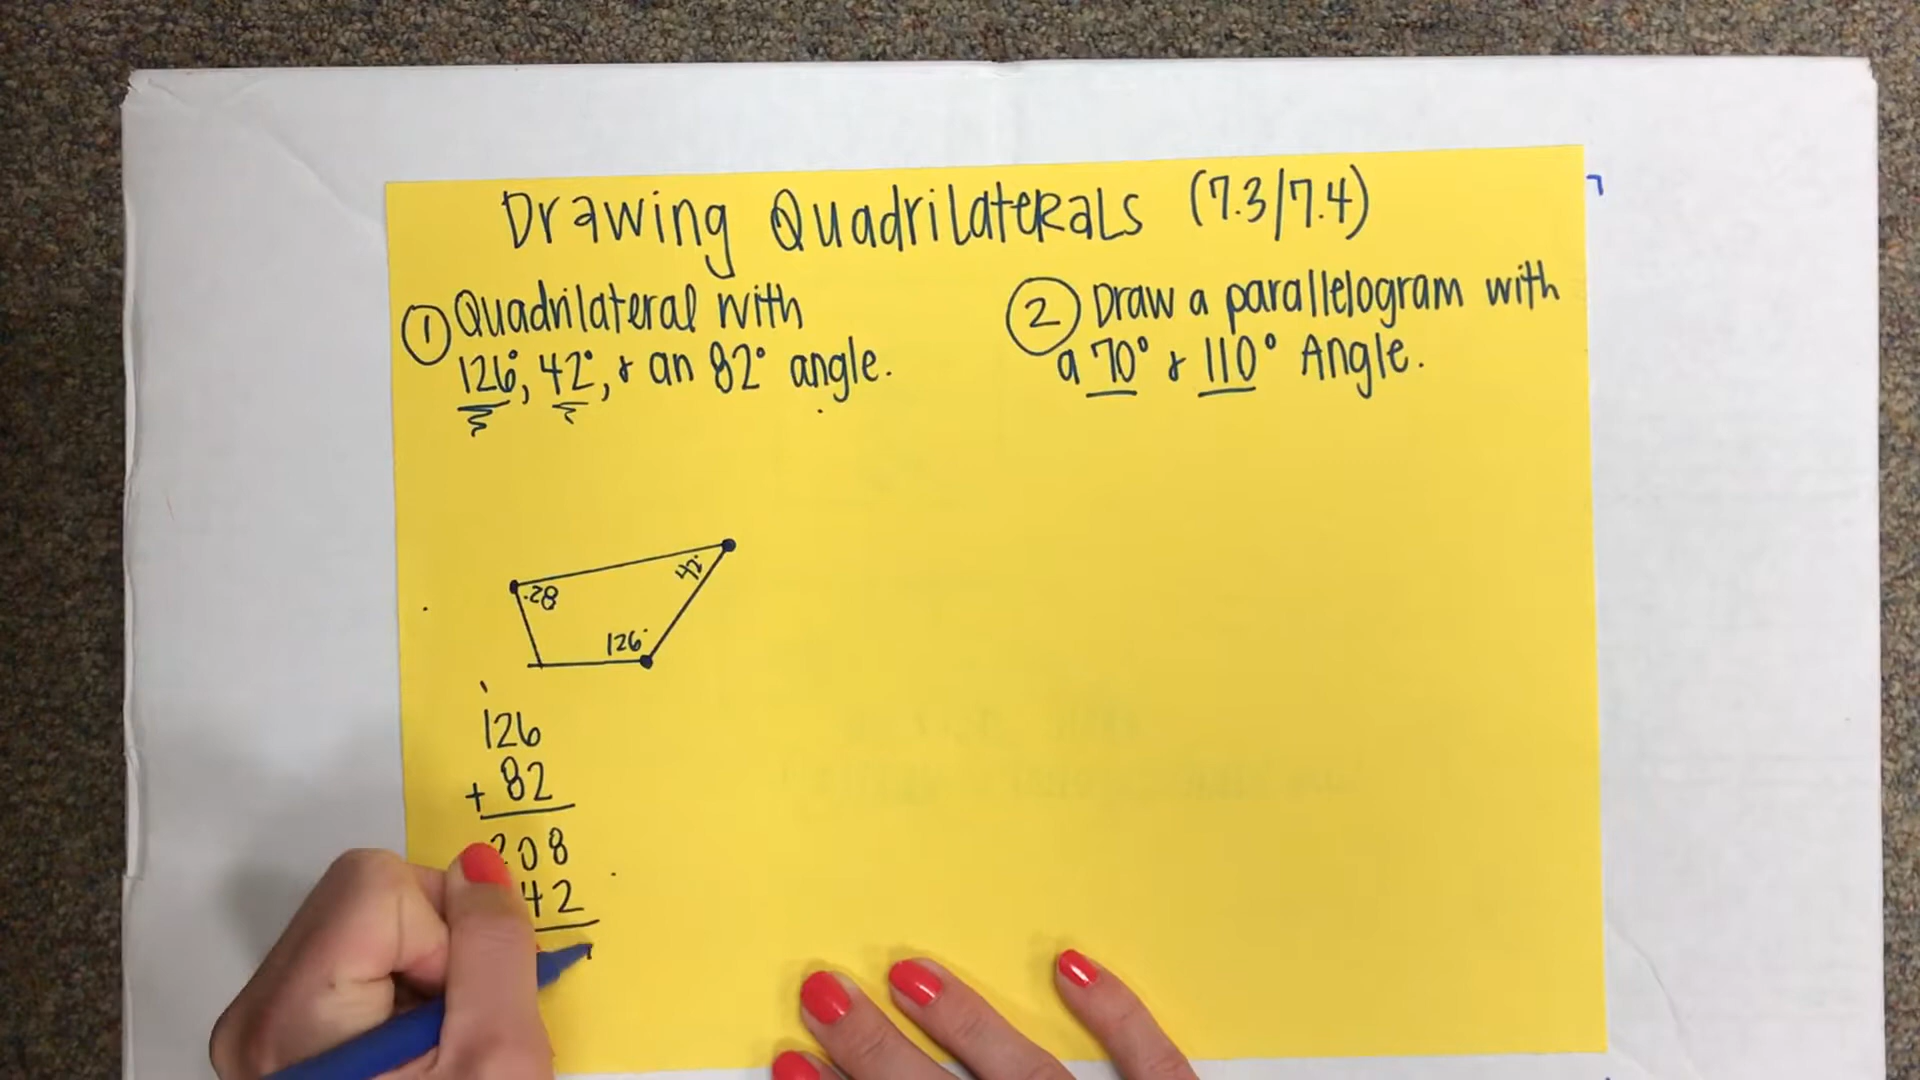 Drawing Quadrilaterals (7.3/7.4)
① Quadrilateral with
126°, 42°, & an 82° angle.
② Draw a parallelogram with
a 70° & 110° Angle.
42°
82°
126°
126
+ 82
208
42